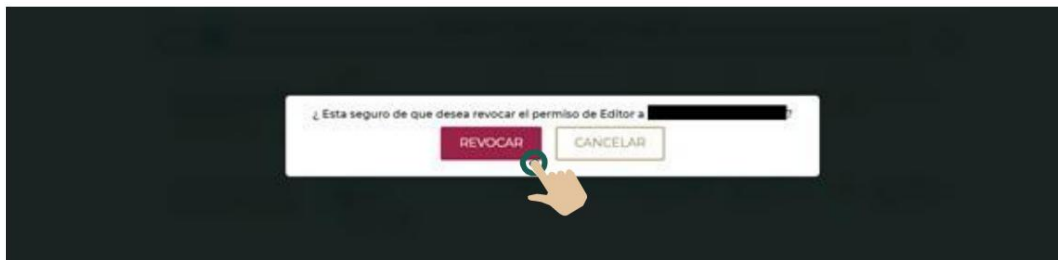 ¿ Esta seguro de que desea revocar el permiso de Editor a ?
REVOCAR CANCELAR